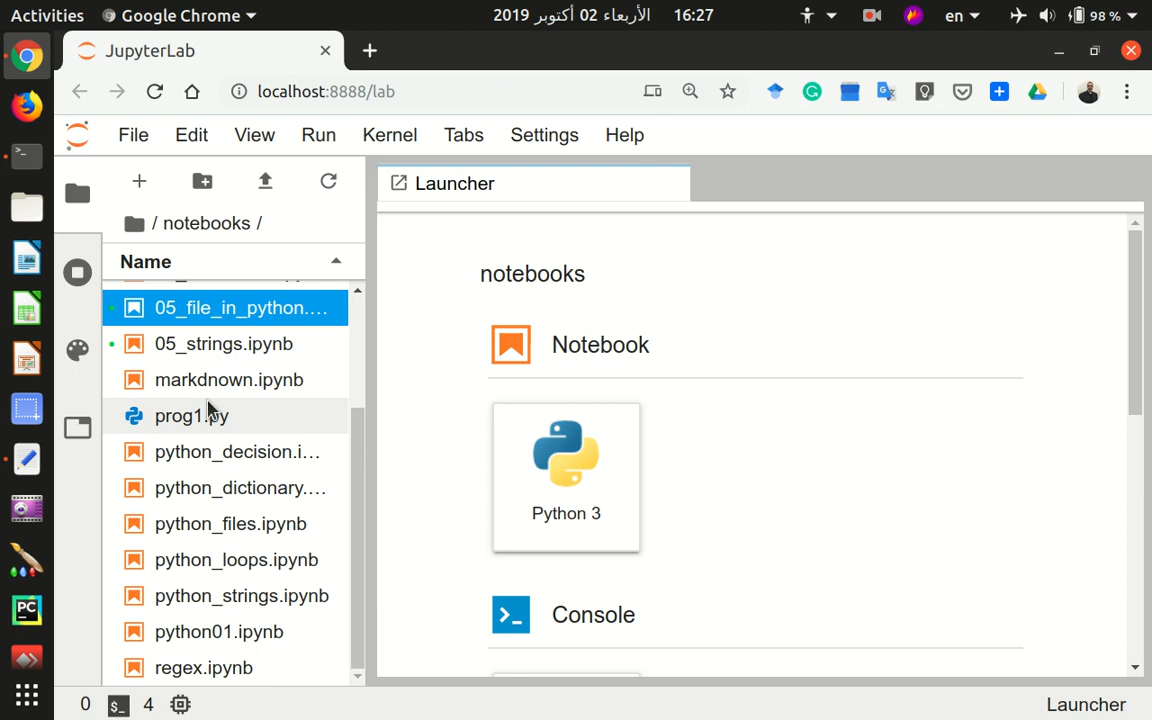 Activities Google Chrome 2019 الأربعاء 02 أكتوبر 16:27 en 98 %
JupyterLab
localhost:8888/lab
File Edit View Run Kernel Tabs Settings Help
Launcher
/ notebooks /
Name
05_file_in_python....
05_strings.ipynb
markdnown.ipynb
prog1.py
python_decision.i...
python_dictionary....
python_files.ipynb
python_loops.ipynb
python_strings.ipynb
python01.ipynb
regex.ipynb
notebooks
Notebook
Python 3
Console
PC
0 $_ 4 Launcher